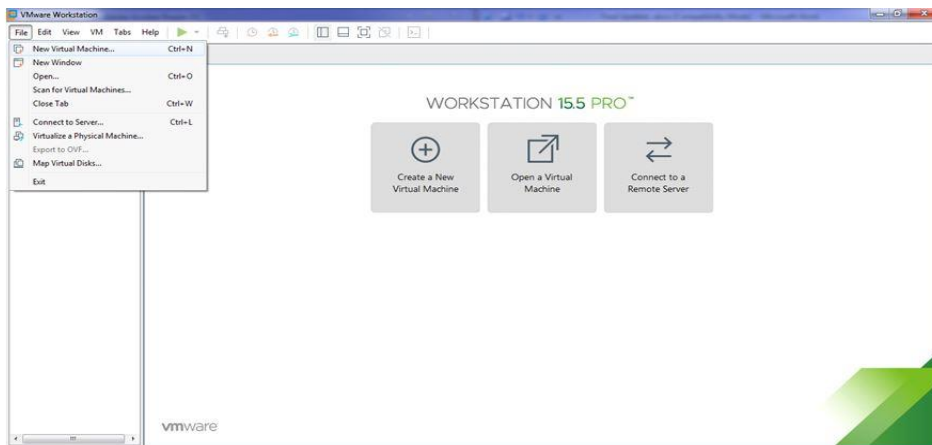 VMware Workstation
File Edit View VM Tabs Help
New Virtual Machine... Ctrl+N
New Window
Open... Ctrl+O
Scan for Virtual Machines...
Close Tab Ctrl+W
Connect to Server... Ctrl+L
Virtualize a Physical Machine...
Export to OVF...
Map Virtual Disks...
Exit
WORKSTATION 15.5 PRO™
Create a New
Virtual Machine
Open a Virtual
Machine
Connect to a
Remote Server
vmware